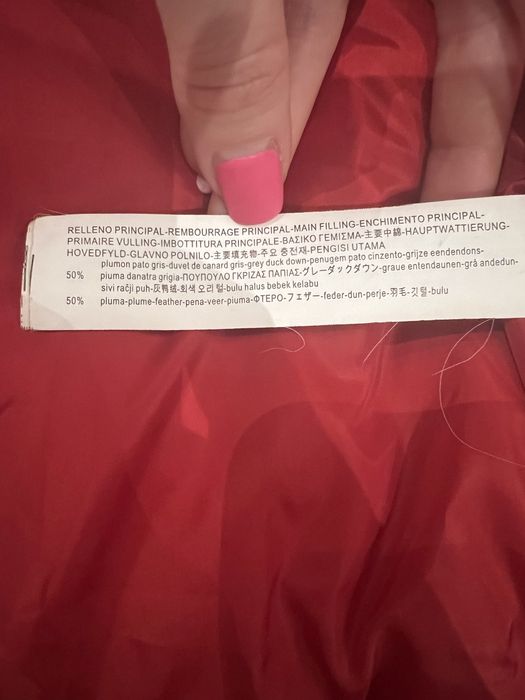 RELLENO PRINCIPAL-REMBOURRAGE PRINCIPAL-MAIN FILLING-ENCHIMENTO PRINCIPAL-
PRIMAIRE VULLING-IMBOTTITURA PRINCIPALE-ΒΑΣΙΚΟ ΓΕΜΙΣΜΑ-主要中綿-HAUPTWATTIERUNG-
HOVEDFYLD-GLAVNO POLNILO-主要填充物-주요 충전재-PENGISI UTAMA
plumon pato gris-duvet de canard gris-grey duck down-penugem pato cinzento-grijze eendendons-
50% piuma danatra grigia-ΠΟΥΠΟΥΛΟ ΓΚΡΙΖΑΣ ΠΑΠΙΑΣ-グレーダックダウン-graue entendaunen-grå andedun-
sivi račji puh-灰鸭绒-회색 오리 털-bulu halus bebek kelabu
50% pluma-plume-feather-pena-veer-piuma-ΦΤΕΡΟ-フェザー-feder-dun-perje-羽毛-깃털-bulu